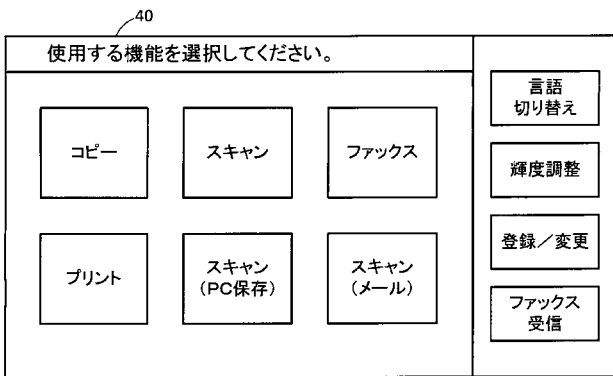 40
使用する機能を選択してください。
コピー
スキャン
ファックス
プリント
スキャン
(PC保存)
スキャン
(メール)
言語
切り替え
輝度調整
登録／変更
ファックス
受信